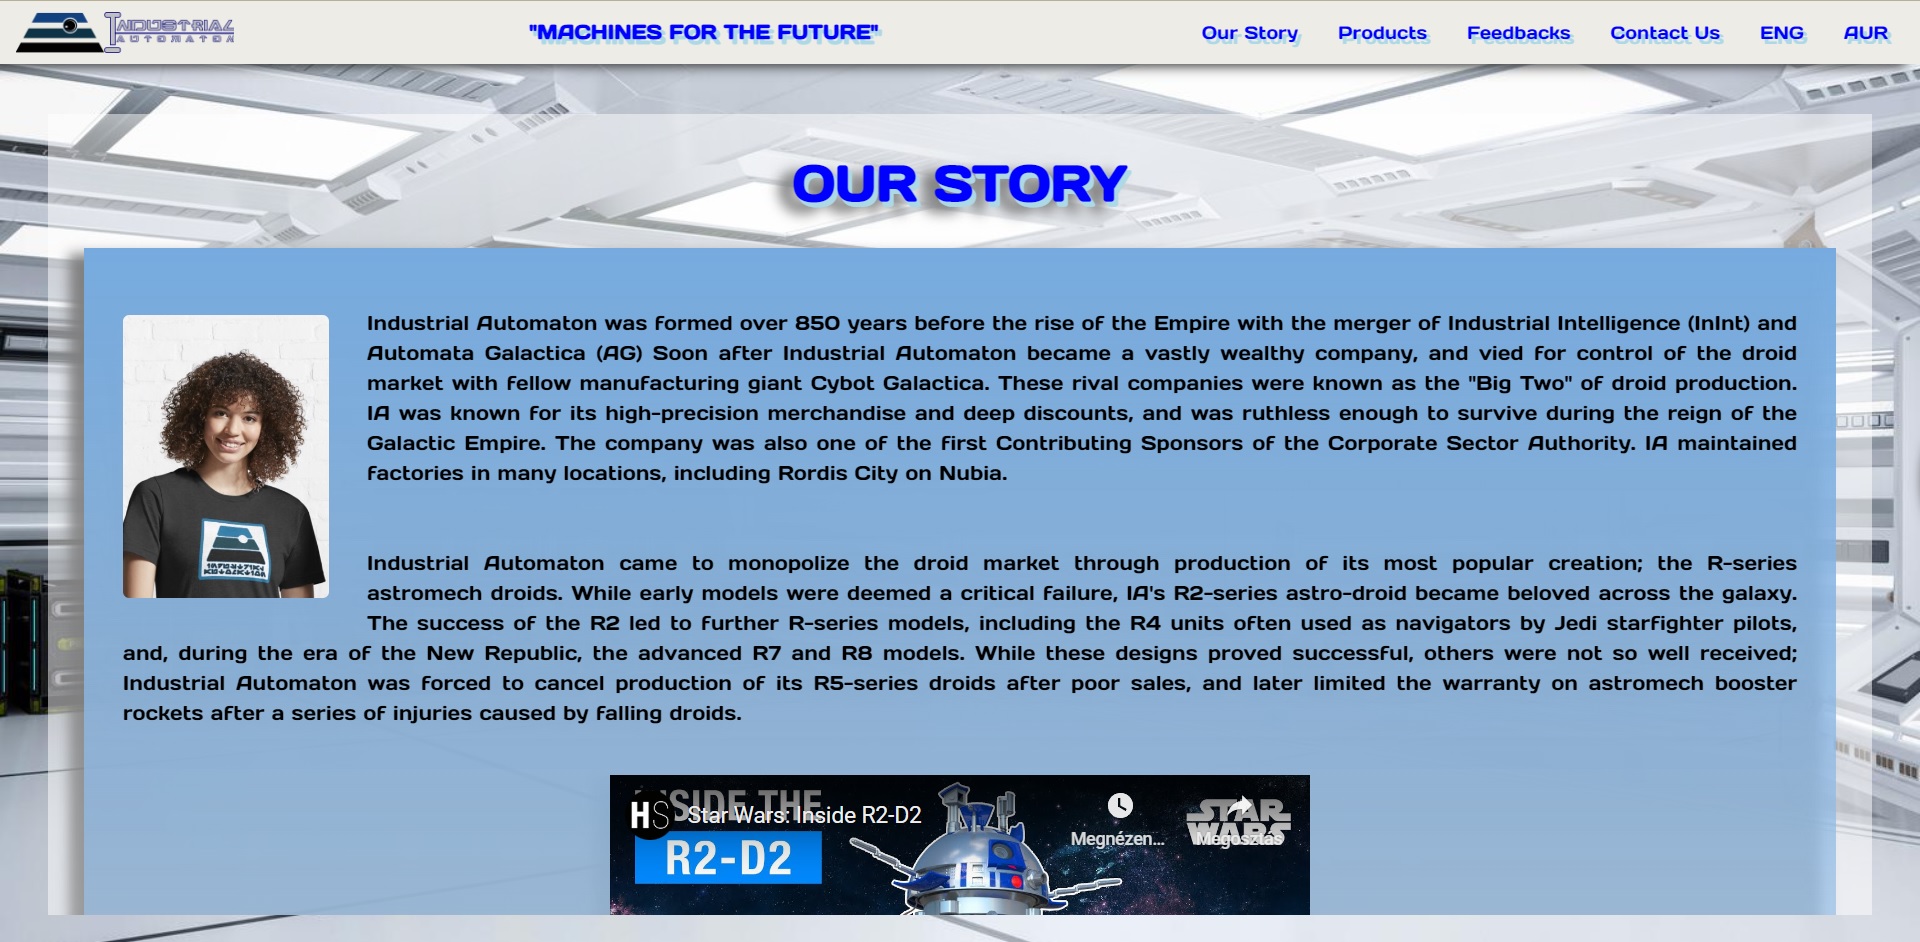 INDUSTRIAL
AUTOMATON
"MACHINES FOR THE FUTURE"
Our Story
Products
Feedbacks
Contact Us
ENG
AUR
OUR STORY
Industrial Automaton was formed over 850 years before the rise of the Empire with the merger of Industrial Intelligence (InInt) and
Automata Galactica (AG) Soon after Industrial Automaton became a vastly wealthy company, and vied for control of the droid
market with fellow manufacturing giant Cybot Galactica. These rival companies were known as the "Big Two" of droid production.
IA was known for its high-precision merchandise and deep discounts, and was ruthless enough to survive during the reign of the
Galactic Empire. The company was also one of the first Contributing Sponsors of the Corporate Sector Authority. IA maintained
factories in many locations, including Rordis City on Nubia.
Industrial Automaton came to monopolize the droid market through production of its most popular creation; the R-series
astromech droids. While early models were deemed a critical failure, IA's R2-series astro-droid became beloved across the galaxy.
The success of the R2 led to further R-series models, including the R4 units often used as navigators by Jedi starfighter pilots,
and, during the era of the New Republic, the advanced R7 and R8 models. While these designs proved successful, others were not so well received;
Industrial Automaton was forced to cancel production of its R5-series droids after poor sales, and later limited the warranty on astromech booster
rockets after a series of injuries caused by falling droids.
INSIDE THE
HS
Star Wars: Inside R2-D2
Megnézen...
STAR WARS
Megosztás
R2-D2